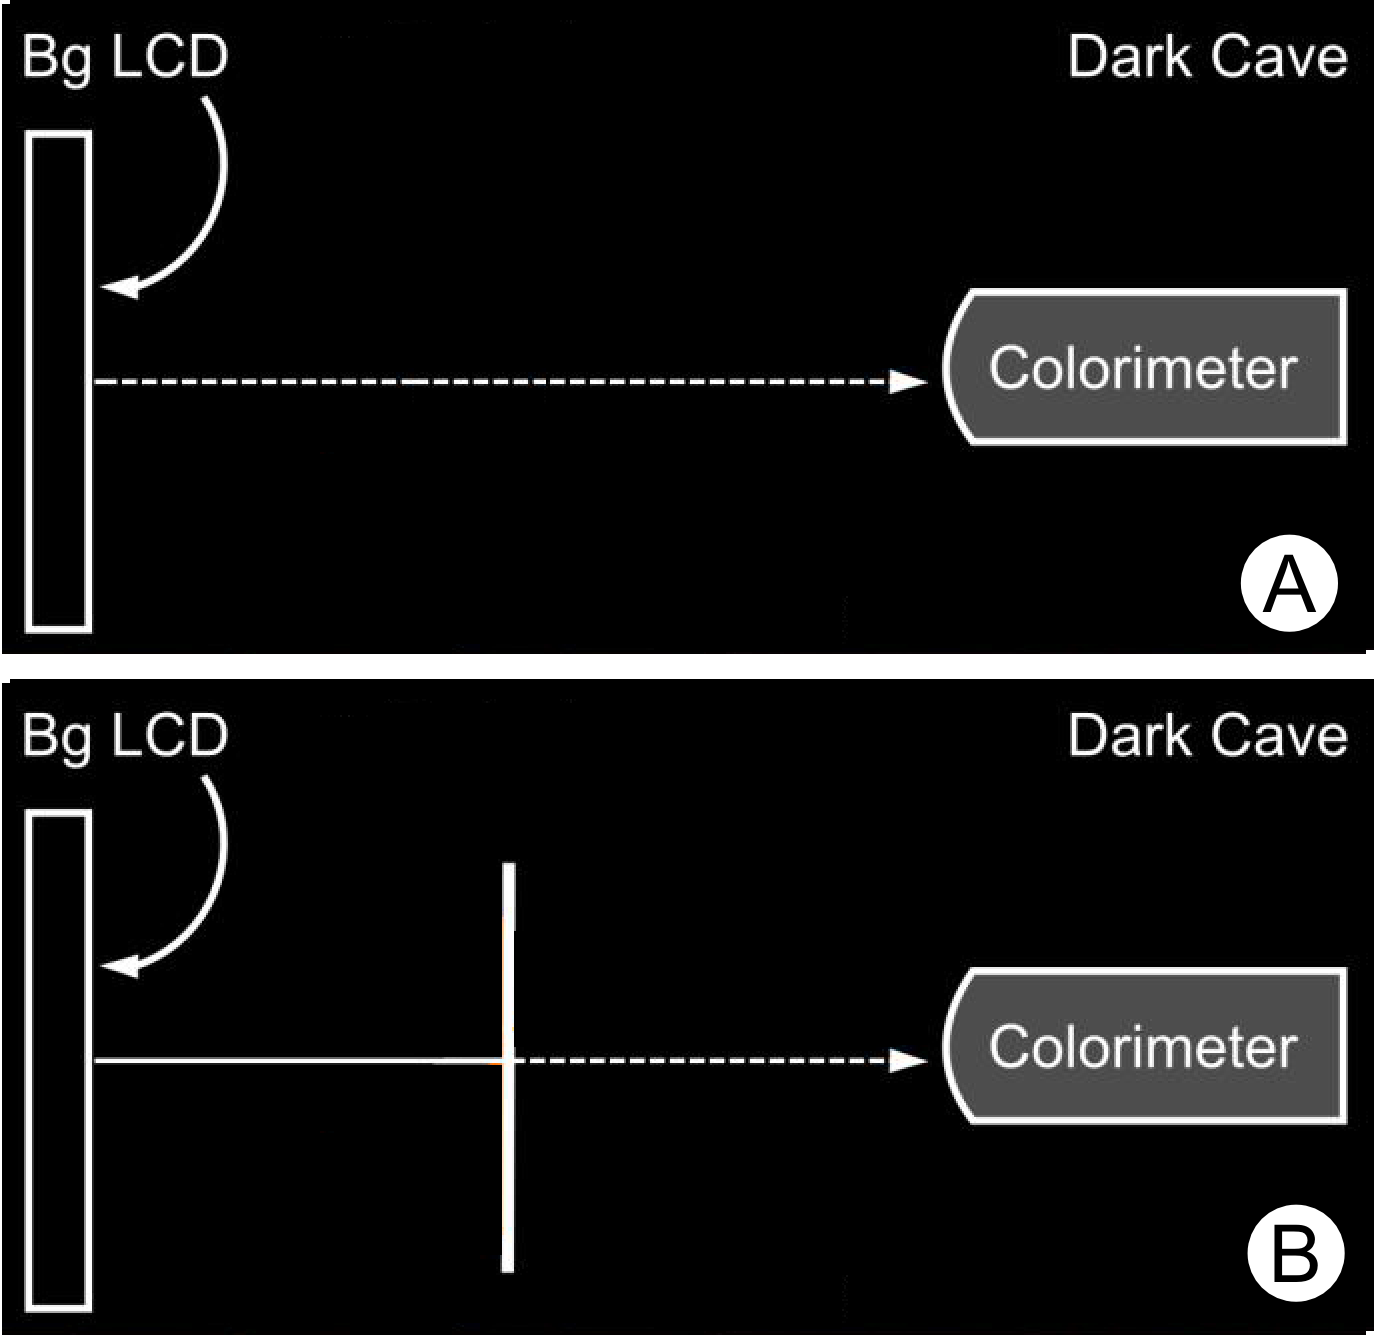 Bg LCD
Dark Cave
Colorimeter
A
Bg LCD
Dark Cave
Colorimeter
B